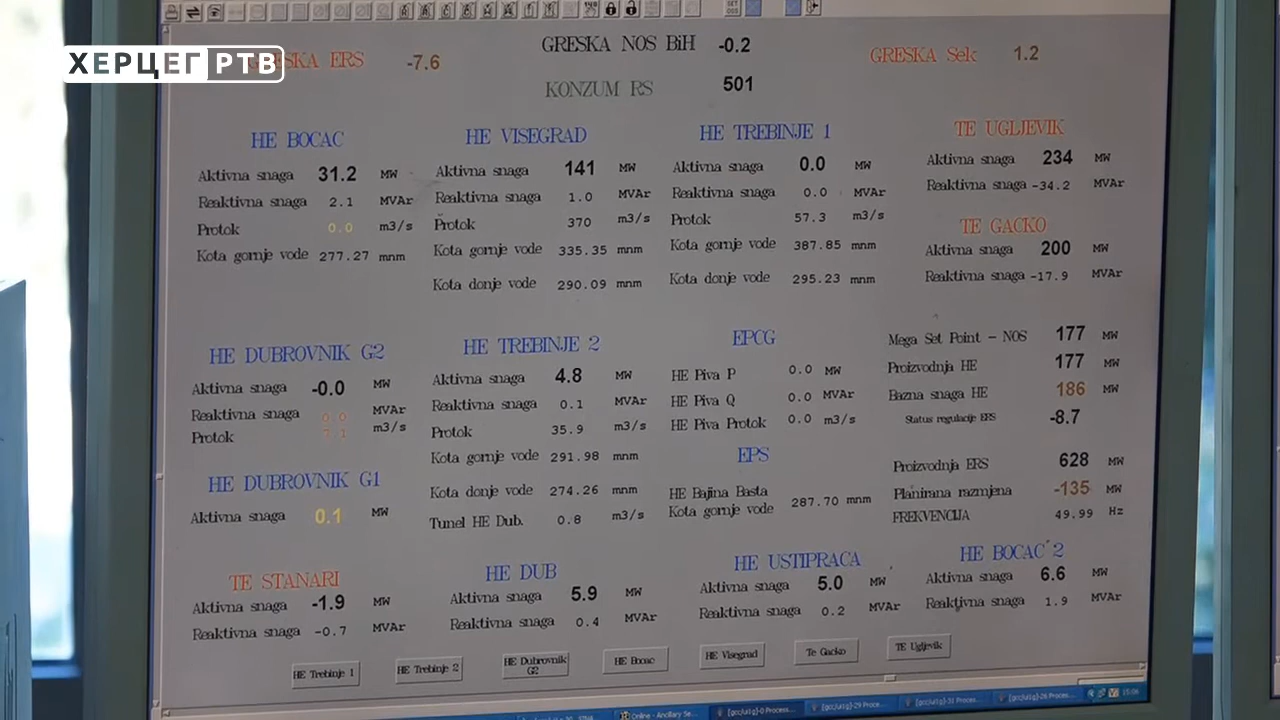 ХЕРЦЕГ РТВ
GRESKA NOS BiH -0.2
-7.6
GRESKA Sek 1.2
KONZUM RS 501
HE BOCAC
Aktivna snaga 31.2 MW
Reaktivna snaga 2.1 MVAr
Protok 0.0 m3/s
Kota gornje vode 277.27 mnm
HE VISEGRAD
Aktivna snaga 141 MW
Reaktivna snaga 1.0 MVAr
Protok 370 m3/s
Kota gornje vode 335.35 mnm
Kota donje vode 290.09 mnm
HE TREBINJE 1
Aktivna snaga 0.0 MW
Reaktivna snaga 0.0 MVAr
Protok 57.3 m3/s
Kota gornje vode 387.85 mnm
Kota donje vode 295.23 mnm
TE UGLJEVIK
Aktivna snaga 234 MW
Reaktivna snaga -34.2 MVAr
TE GACKO
Aktivna snaga 200 MW
Reaktivna snaga -17.9 MVAr
HE DUBROVNIK G2
Aktivna snaga -0.0 MW
Reaktivna snaga 0.0 MVAr
Protok m3/s
HE DUBROVNIK G1
Aktivna snaga 0.1 MW
HE TREBINJE 2
Aktivna snaga 4.8 MW
Reaktivna snaga 0.1 MVAr
Protok 35.9 m3/s
Kota gornje vode 291.98 mnm
Kota donje vode 274.26 mnm
Tunel HE Dub. 0.8 m3/s
EPCG
HE Piva P 0.0 MW
HE Piva Q 0.0 MVAr
HE Piva Protok 0.0 m3/s
EPS
HE Bajina Basta
Kota gornje vode 287.70 mnm
Mega Set Point - NOS 177 MW
Proizvodnja HE 177 MW
Bazna snaga HE 186 MW
Status regulacije ERS -8.7
Proizvodnja ERS 628 MW
Planirana razmjena -135 MW
FREKVENCIJA 49.99 Hz
TE STANARI
Aktivna snaga -1.9 MW
Reaktivna snaga -0.7 MVAr
HE DUB
Aktivna snaga 5.9 MW
Reaktivna snaga 0.4 MVAr
HE USTIPRACA
Aktivna snaga 5.0 MW
Reaktivna snaga 0.2 MVAr
HE BOCAC 2
Aktivna snaga 6.6 MW
Reaktivna snaga 1.9 MVAr
HE Trebinje 1
HE Trebinje 2
HE Dubrovnik
G2
HE Bocac
HE Visegrad
Te Gacko
TE Ugljevik
Online - Ancillary Se...
15:06